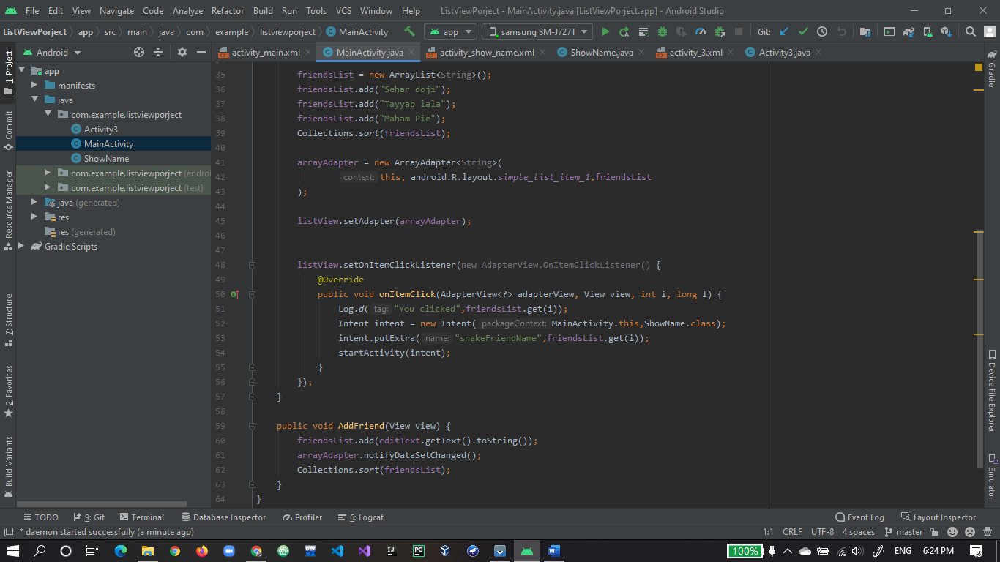 File Edit View Navigate Code Analyze Refactor Build Run Tools VCS Window Help ListViewPorject - MainActivity.java [ListViewPorject.app] - Android Studio
ListViewPorject app src main java com example listviewporject MainActivity app samsung SM-J727T Git:
Android activity_main.xml MainActivity.java activity_show_name.xml ShowName.java activity_3.xml Activity3.java
1: Project
Commit
Resource Manager
7: Structure
2: Favorites
Build Variants
app
manifests
java
com.example.listviewporject
Activity3
MainActivity
ShowName
com.example.listviewporject (androi
com.example.listviewporject (test)
java (generated)
res
res (generated)
Gradle Scripts
35 friendsList = new ArrayList<String>();
36 friendsList.add("Sehar doji");
37 friendsList.add("Tayyab lala");
38 friendsList.add("Maham Pie");
39 Collections.sort(friendsList);
40
41 arrayAdapter = new ArrayAdapter<String>(
42 context: this, android.R.layout.simple_list_item_1,friendsList
43 );
44
45 listView.setAdapter(arrayAdapter);
46
47
48 listView.setOnItemClickListener(new AdapterView.OnItemClickListener() {
49 @Override
50 public void onItemClick(AdapterView<?> adapterView, View view, int i, long l) {
51 Log.d( tag: "You clicked",friendsList.get(i));
52 Intent intent = new Intent( packageContext: MainActivity.this,ShowName.class);
53 intent.putExtra( name: "snakeFriendName",friendsList.get(i));
54 startActivity(intent);
55 }
56 });
57 }
58
59 public void AddFriend(View view) {
60 friendsList.add(editText.getText().toString());
61 arrayAdapter.notifyDataSetChanged();
62 Collections.sort(friendsList);
63 }
64 }
Gradle
Device File Explorer
Emulator
TODO 9: Git Terminal Database Inspector Profiler 6: Logcat Event Log Layout Inspector
* daemon started successfully (a minute ago) 1:1 CRLF UTF-8 4 spaces master
100% ENG 6:24 PM